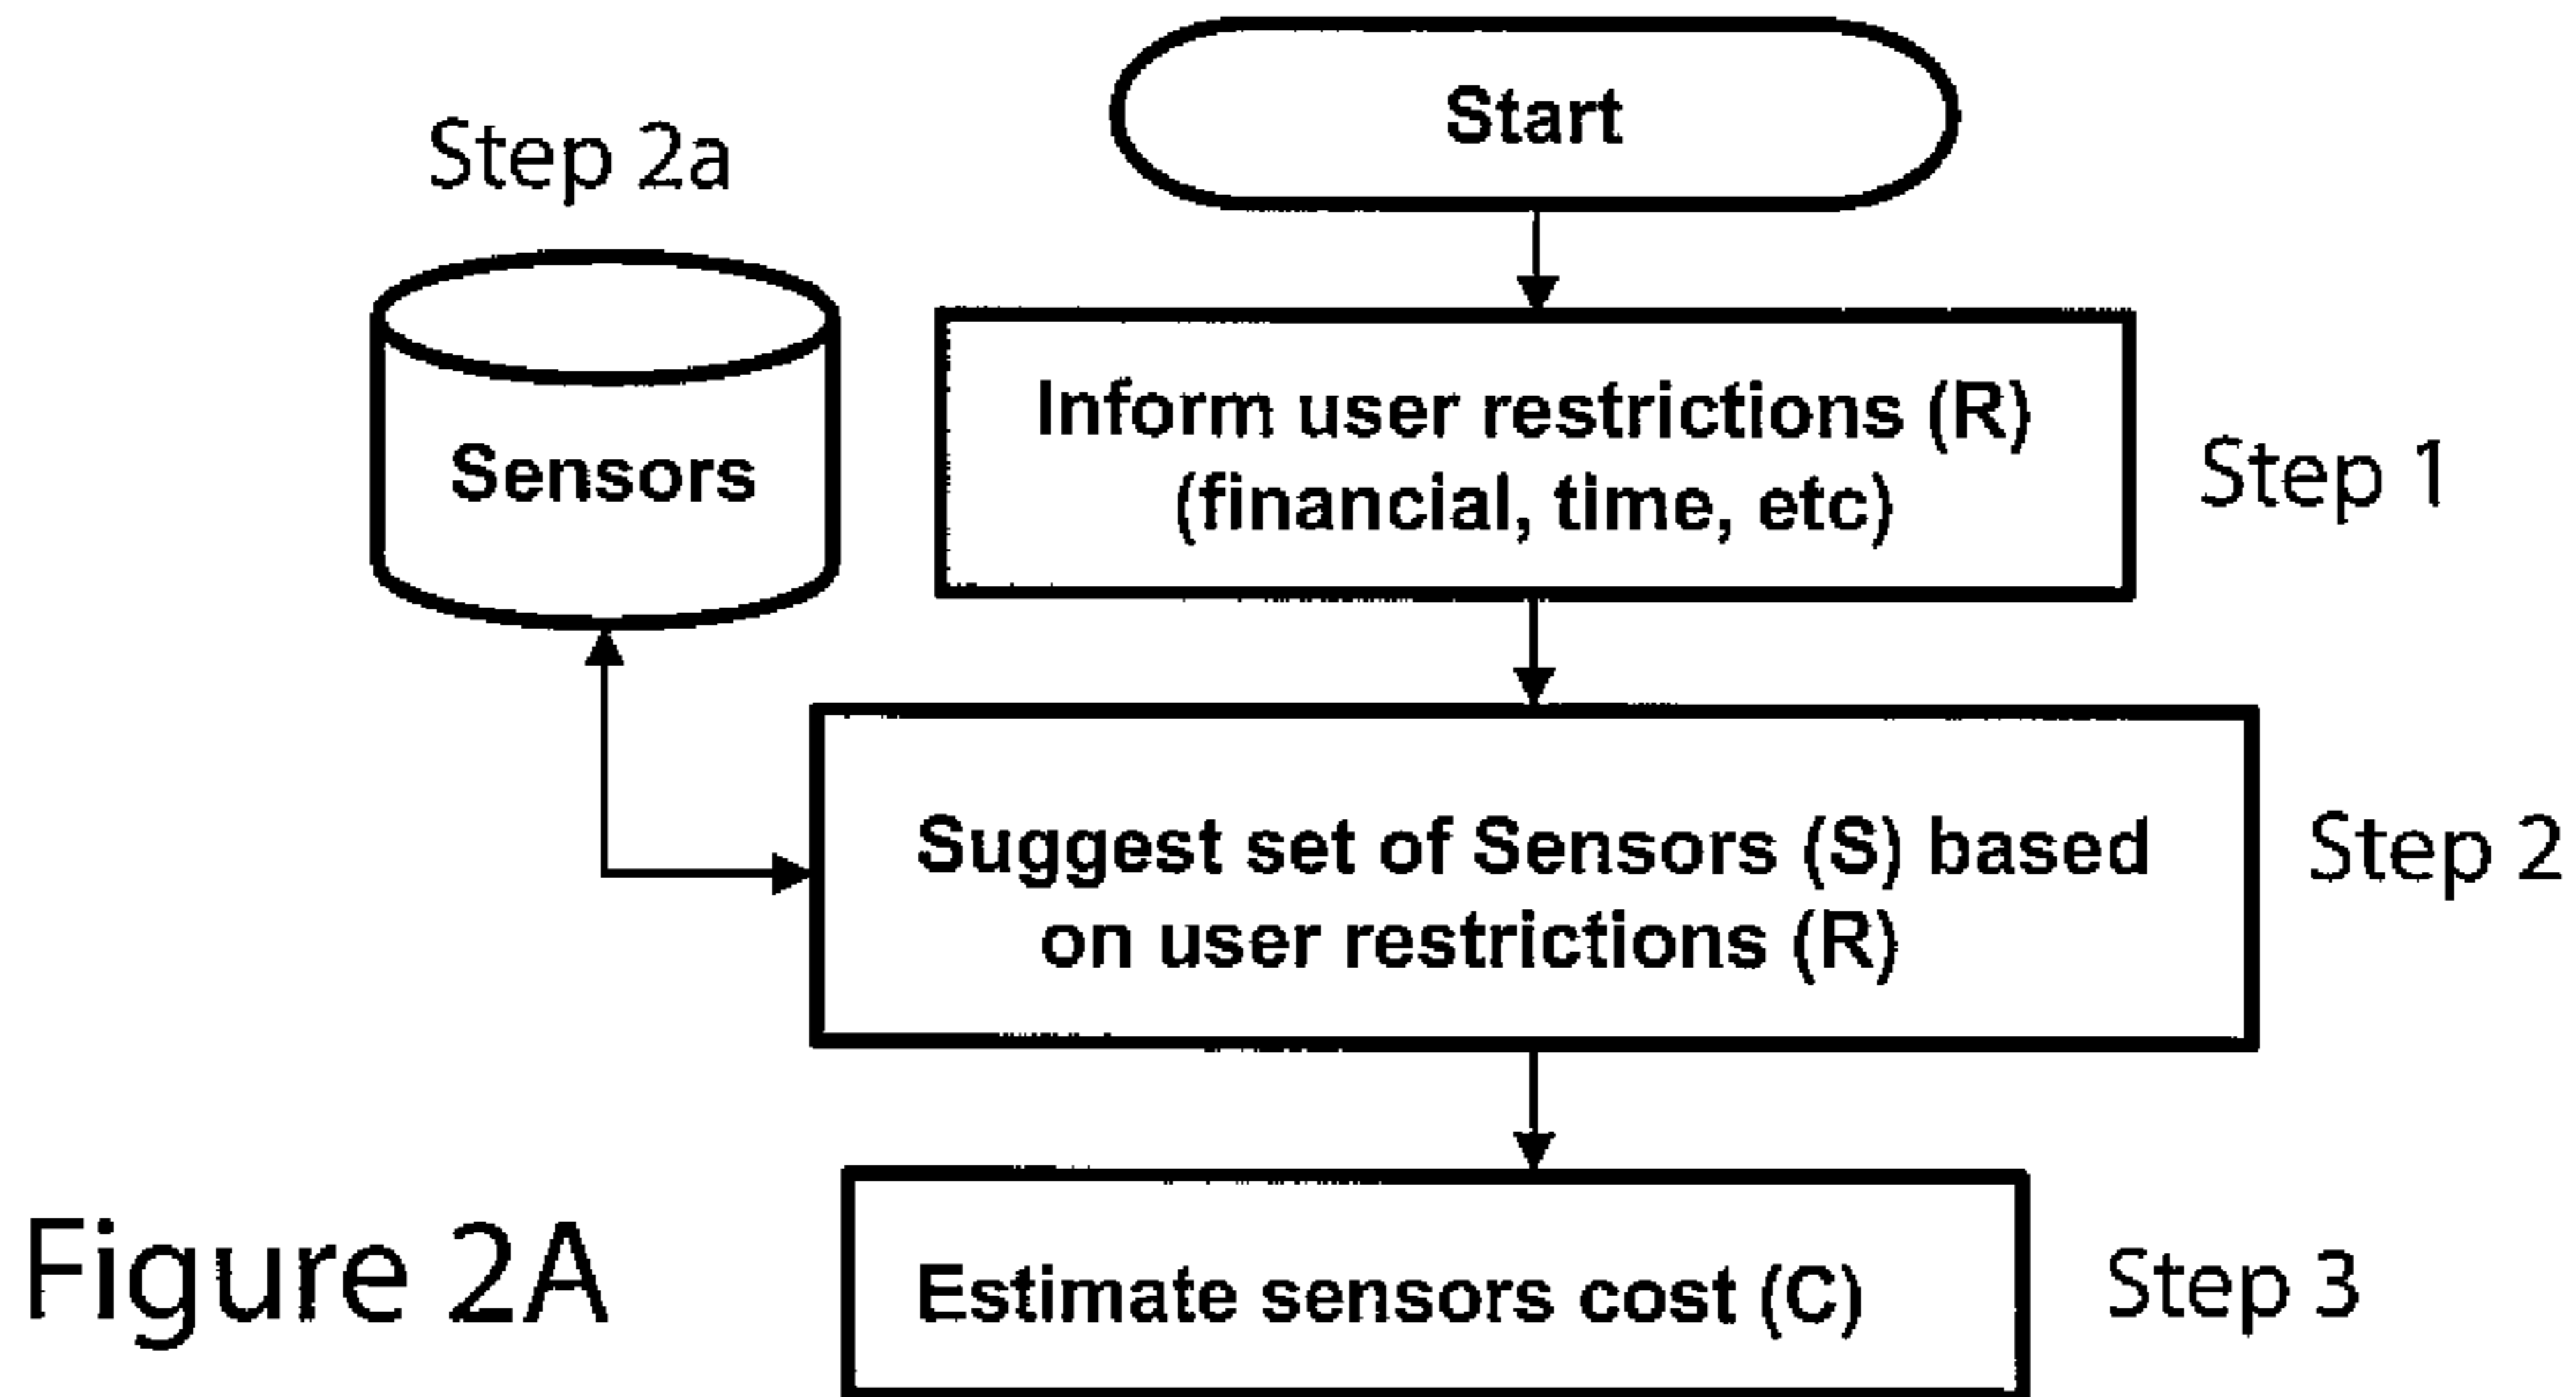 Start
Step 2a
Sensors
Inform user restrictions (R)
(financial, time, etc)
Step 1
Suggest set of Sensors (S) based
on user restrictions (R)
Step 2
Estimate sensors cost (C)
Step 3
Figure 2A